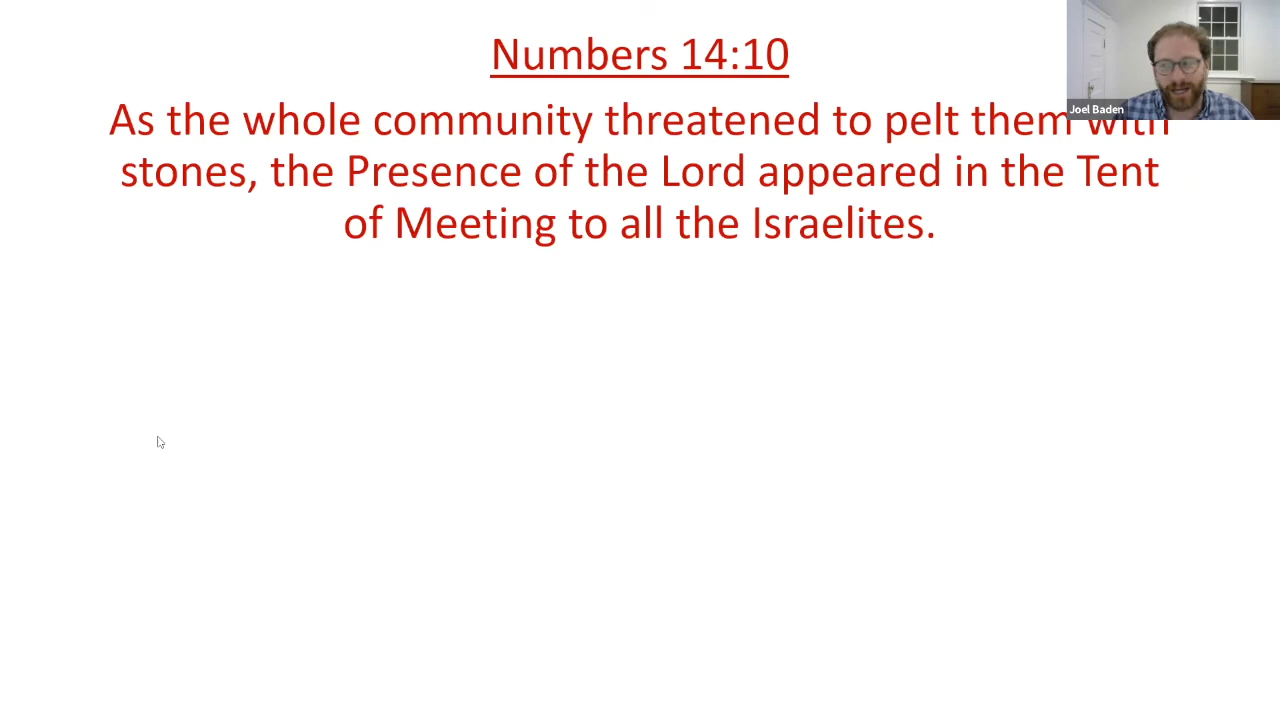 Numbers 14:10
As the whole community threatened to pelt them with
stones, the Presence of the Lord appeared in the Tent
of Meeting to all the Israelites.
Joel Baden